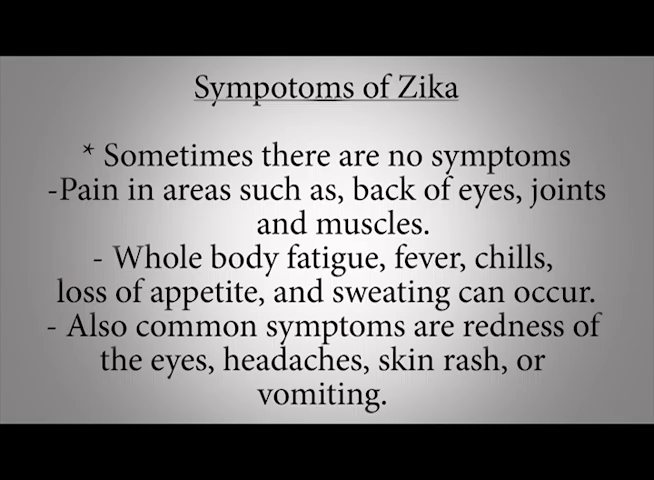 Sympotoms of Zika
* Sometimes there are no symptoms
-Pain in areas such as, back of eyes, joints
and muscles.
- Whole body fatigue, fever, chills,
loss of appetite, and sweating can occur.
- Also common symptoms are redness of
the eyes, headaches, skin rash, or
vomiting.